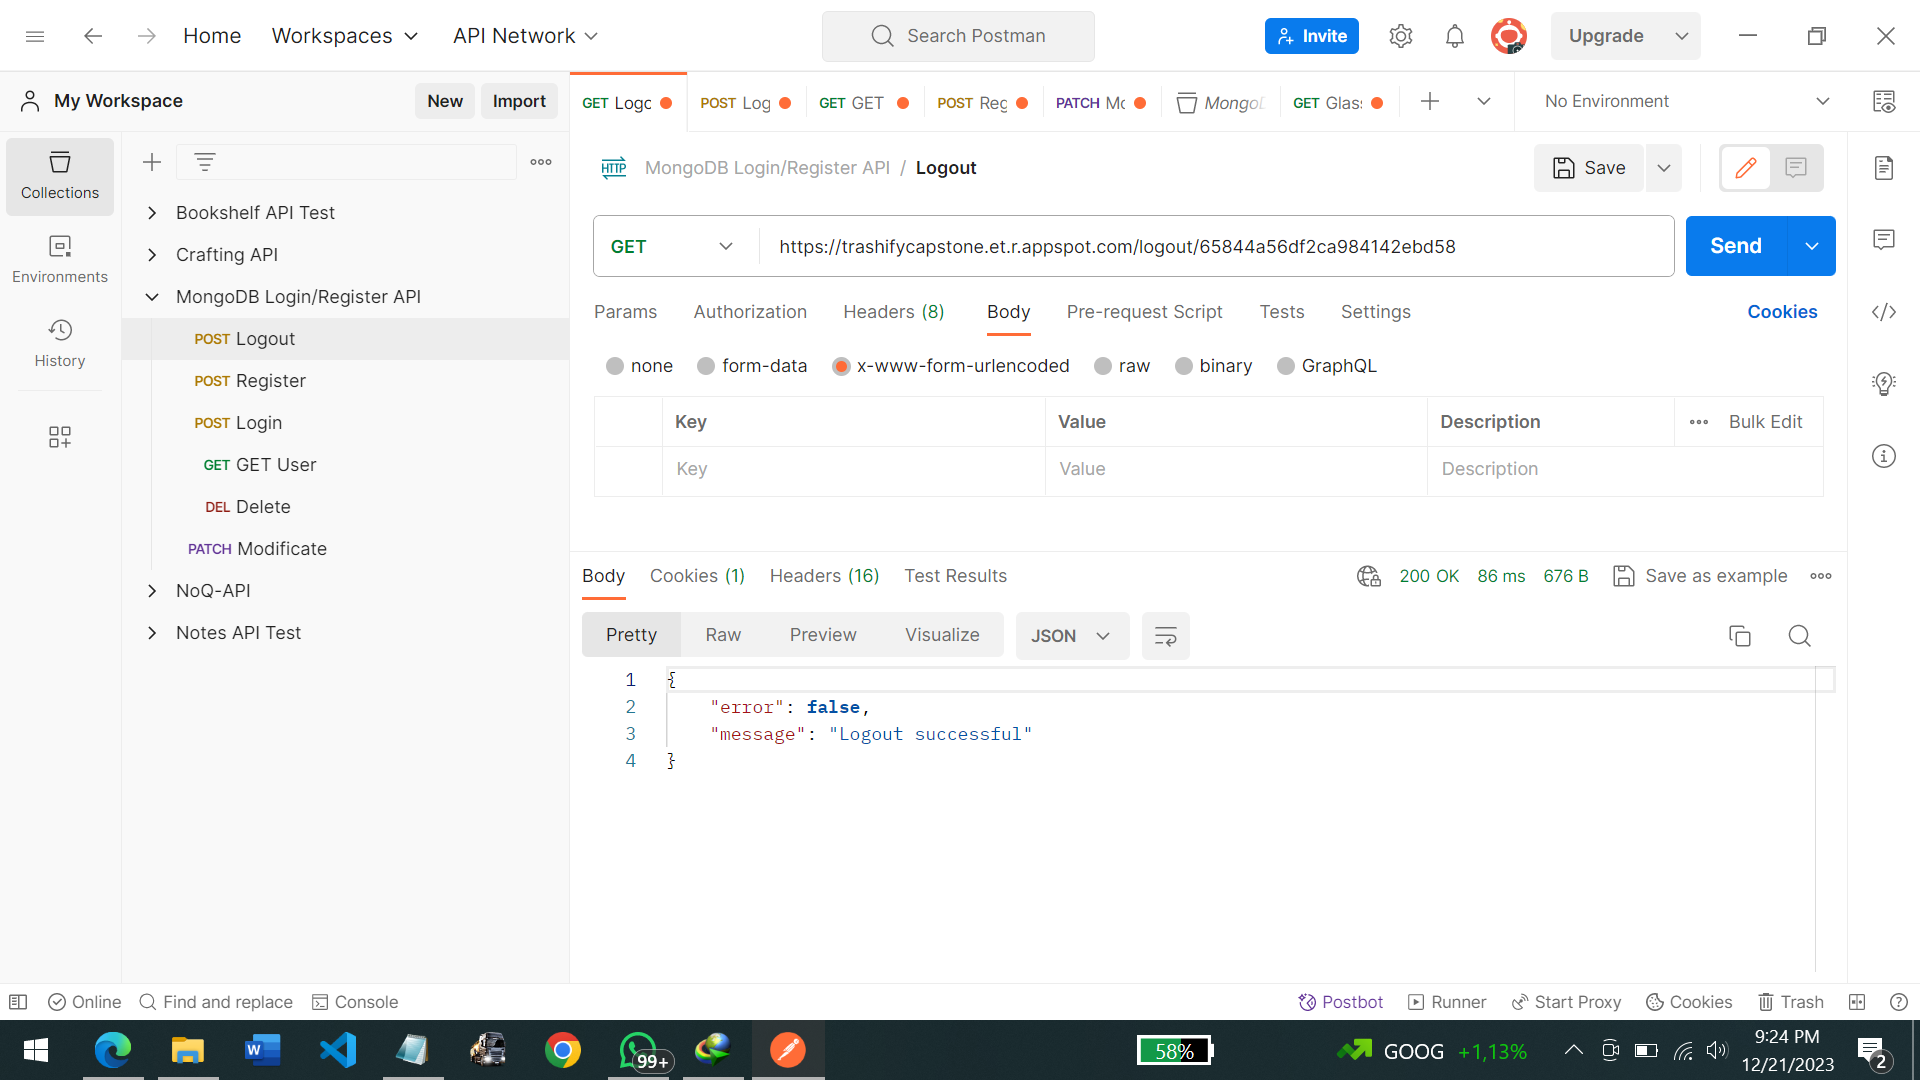 Home
Workspaces
API Network
Search Postman
Invite
Upgrade
My Workspace
New
Import
GET Logo
POST Log
GET GET
POST Reg
PATCH Mo
MongoD
GET Glass
No Environment
Collections
Environments
History
Bookshelf API Test
Crafting API
MongoDB Login/Register API
POST Logout
POST Register
POST Login
GET GET User
DEL Delete
PATCH Modificate
NoQ-API
Notes API Test
HTTP
MongoDB Login/Register API / Logout
Save
GET
https://trashifycapstone.et.r.appspot.com/logout/65844a56df2ca984142ebd58
Send
Params
Authorization
Headers (8)
Body
Pre-request Script
Tests
Settings
Cookies
none
form-data
x-www-form-urlencoded
raw
binary
GraphQL
Key
Value
Description
Bulk Edit
Key
Value
Description
Body
Cookies (1)
Headers (16)
Test Results
200 OK
86 ms
676 B
Save as example
Pretty
Raw
Preview
Visualize
JSON
1 {
2 "error": false,
3 "message": "Logout successful"
4 }
Online
Find and replace
Console
Postbot
Runner
Start Proxy
Cookies
Trash
99+
58%
GOOG +1,13%
9:24 PM
12/21/2023
2